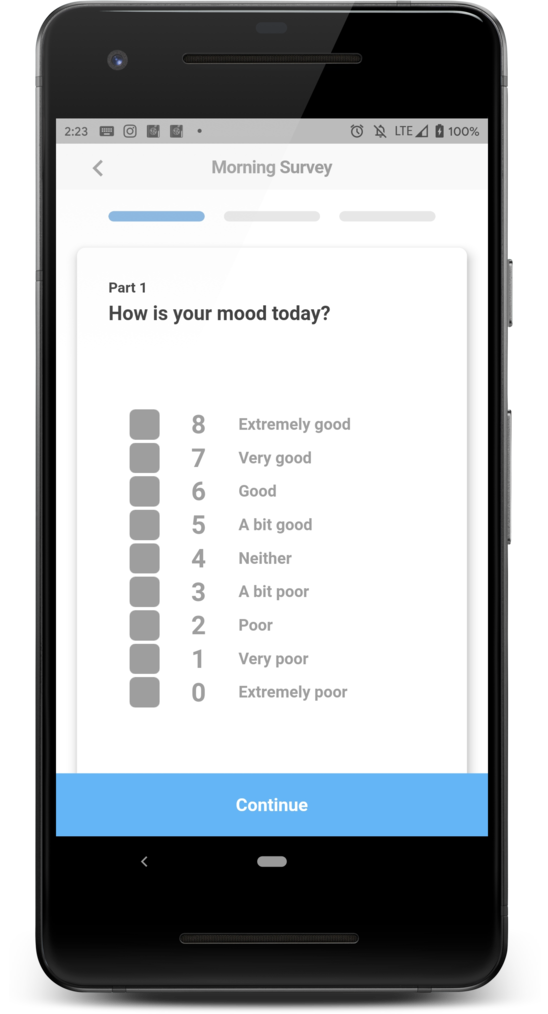 2:23 LTE 100%
Morning Survey
Part 1
How is your mood today?
8 Extremely good
7 Very good
6 Good
5 A bit good
4 Neither
3 A bit poor
2 Poor
1 Very poor
0 Extremely poor
Continue